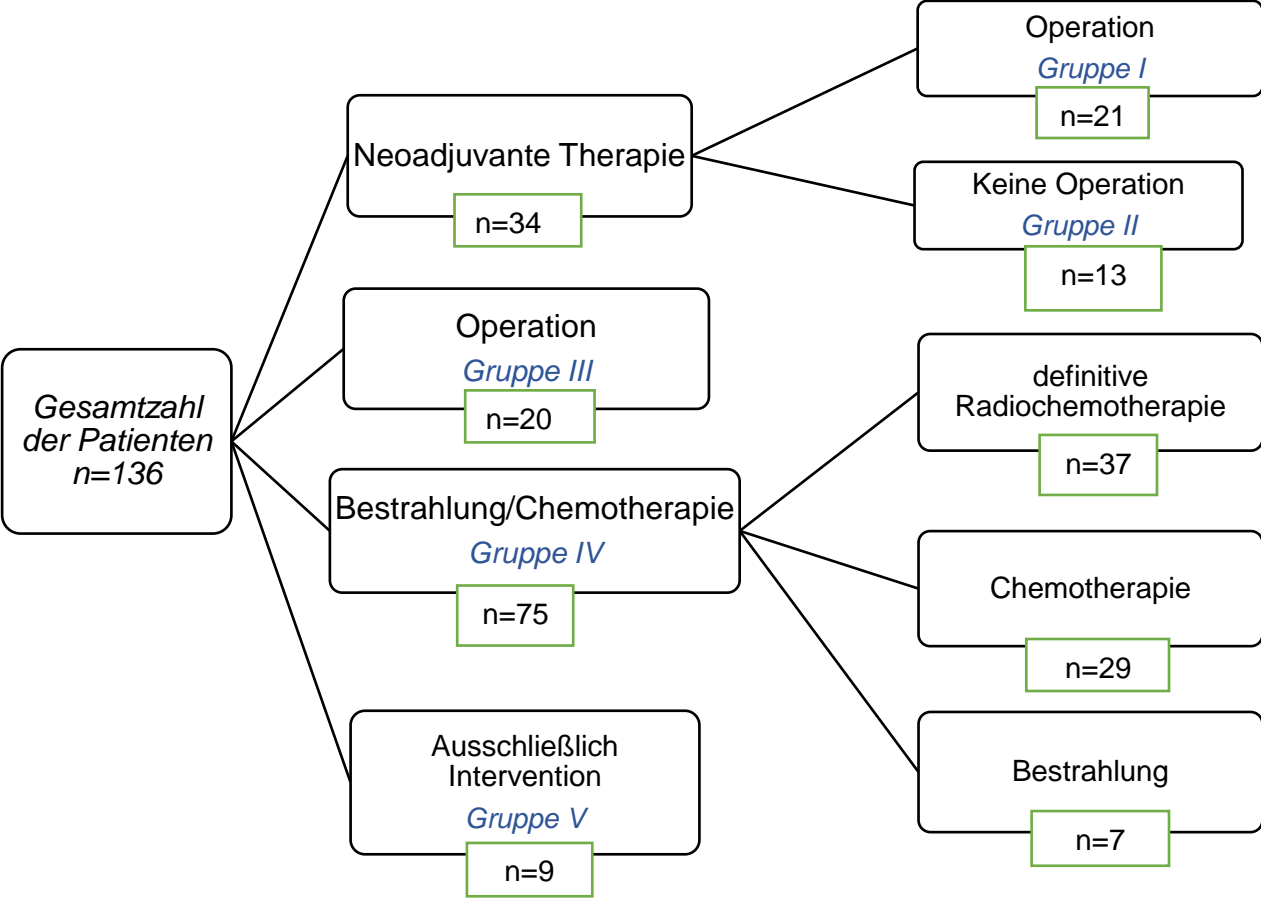 Gesamtzahl
der Patienten
n=136
Neoadjuvante Therapie
n=34
Operation
Gruppe I
n=21
Keine Operation
Gruppe II
n=13
Operation
Gruppe III
n=20
Bestrahlung/Chemotherapie
Gruppe IV
n=75
definitive
Radiochemotherapie
n=37
Chemotherapie
n=29
Bestrahlung
n=7
Ausschließlich
Intervention
Gruppe V
n=9